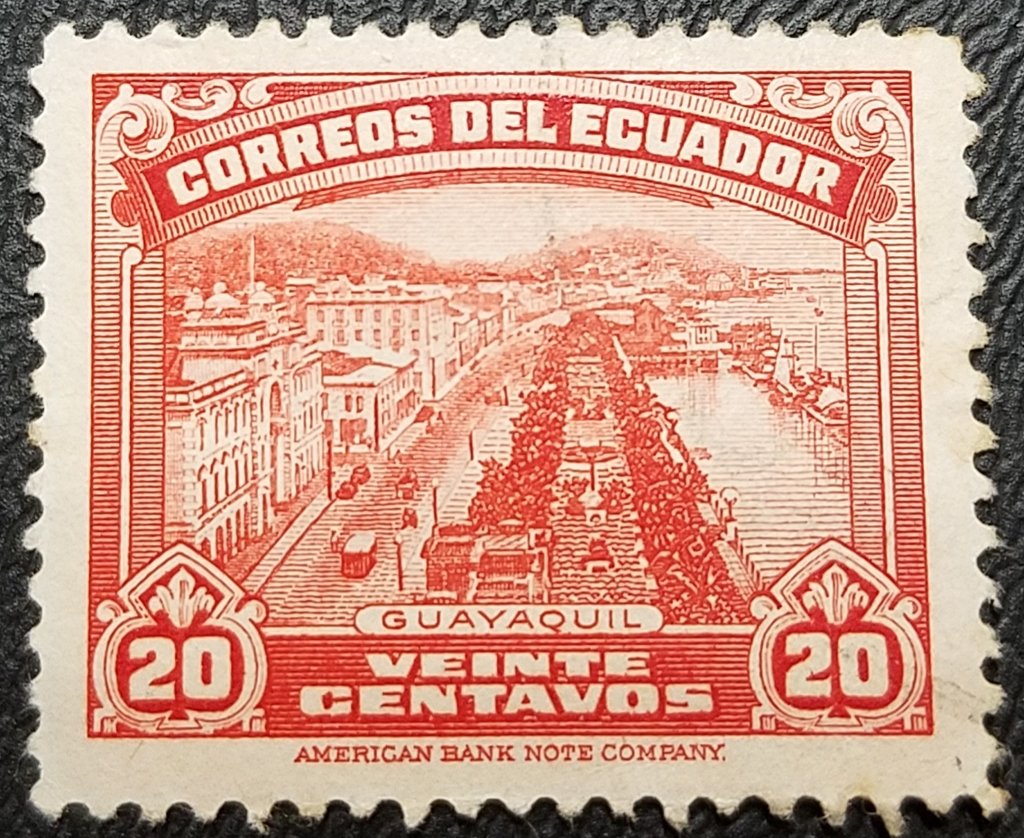 CORREOS DEL ECUADOR
GUAYAQUIL
20
VEINTE
CENTAVOS
20
AMERICAN BANK NOTE COMPANY.